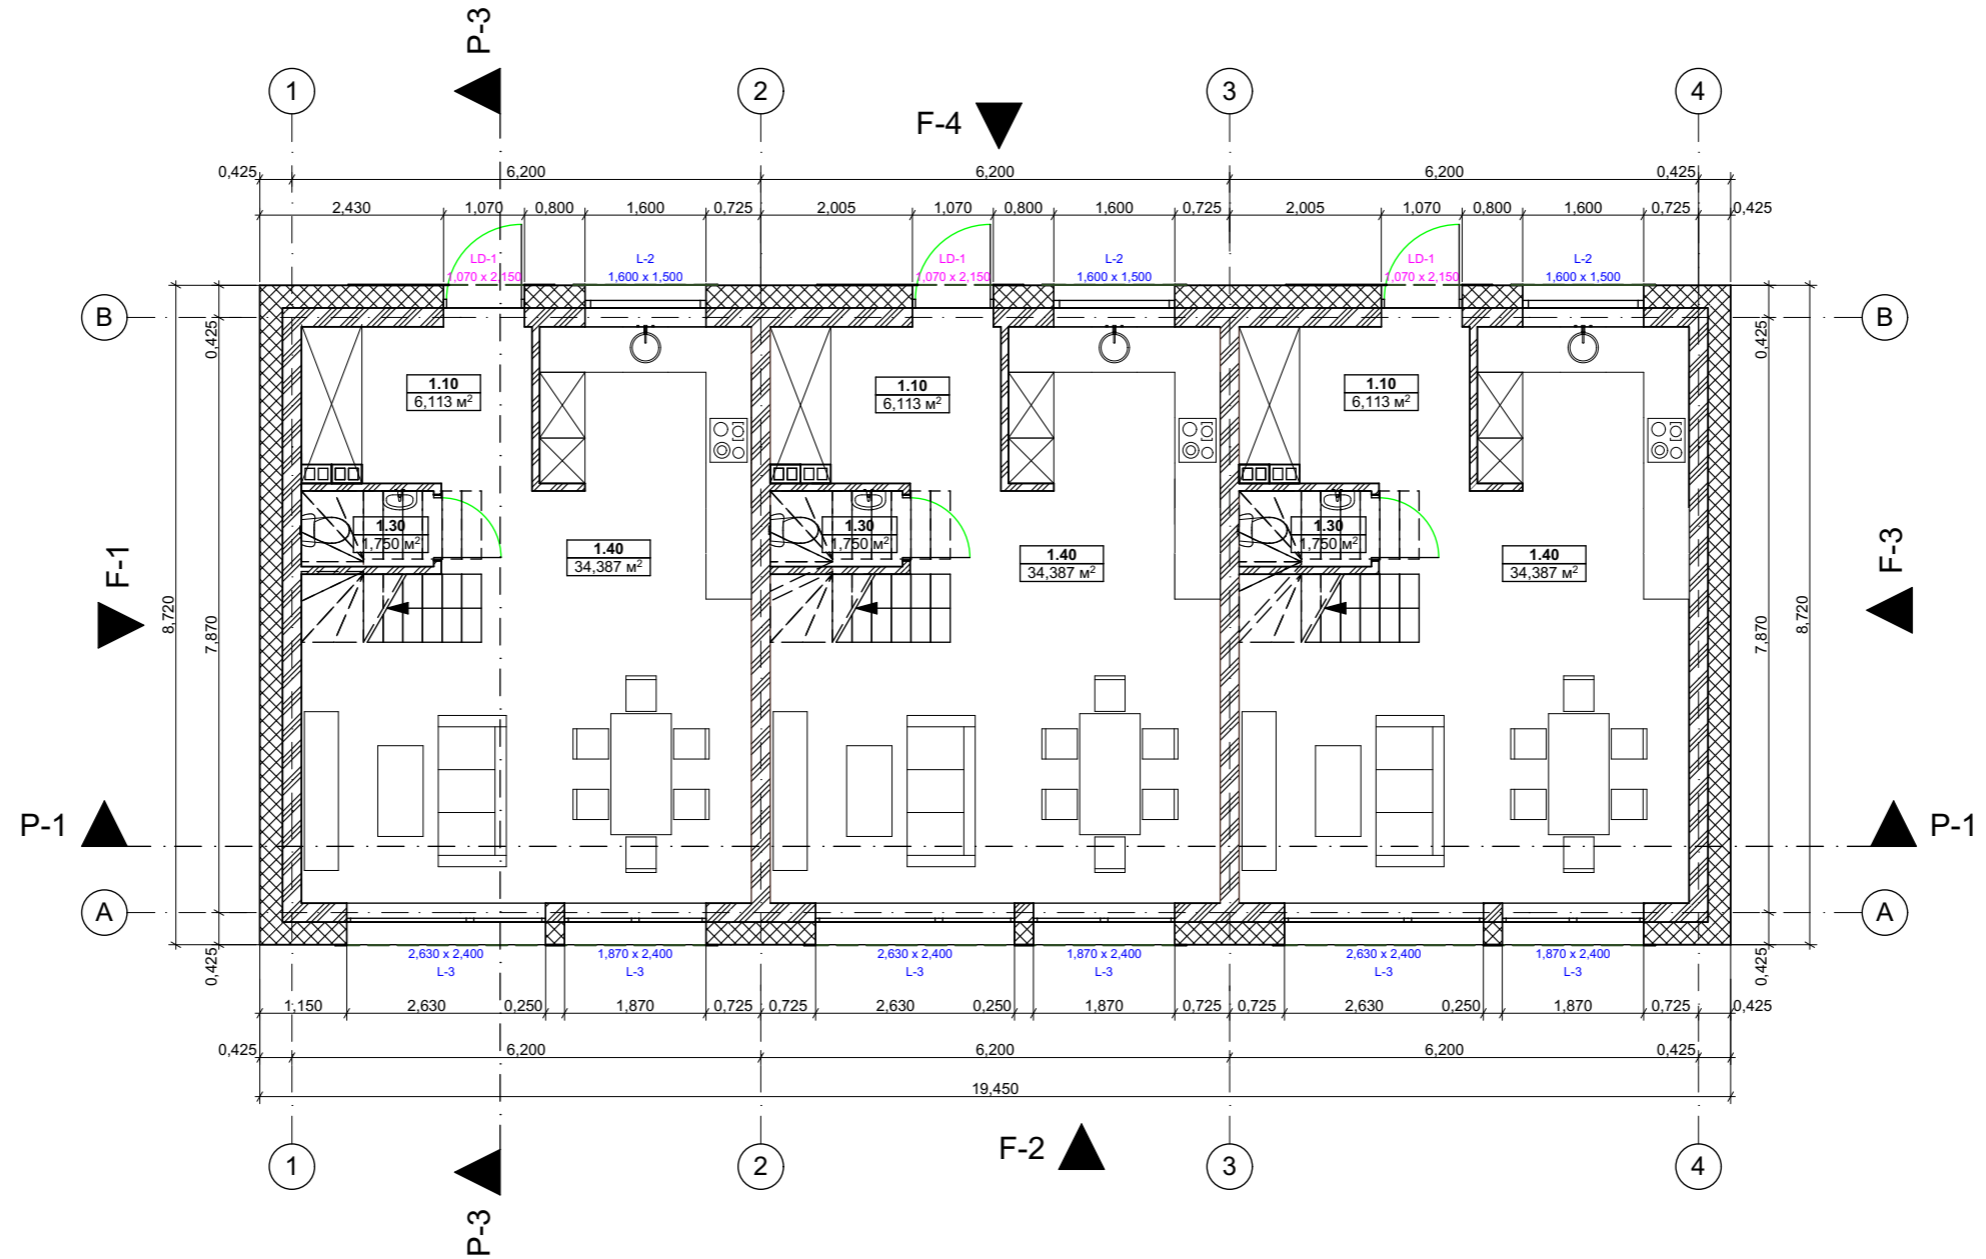 P-3
1 2 3 4
F-4
0,425 6,200 6,200 6,200 0,425
2,430 1,070 0,800 1,600 0,725 2,005 1,070 0,800 1,600 0,725 2,005 1,070 0,800 1,600 0,725 0,425
LD-1 L-2 LD-1 L-2 LD-1 L-2
1,070 x 2,150 1,600 x 1,500 1,070 x 2,150 1,600 x 1,500 1,070 x 2,150 1,600 x 1,500
B B
0,425 0,425
1.10 1.10 1.10
6,113 м² 6,113 м² 6,113 м²
1.30 1.30 1.30
1,750 м² 1,750 м² 1,750 м²
1.40 1.40 1.40
34,387 м² 34,387 м² 34,387 м²
F-1 F-3
8,720 7,870 7,870 8,720
P-1 P-1
A A
0,425 0,425
2,630 x 2,400 1,870 x 2,400 2,630 x 2,400 1,870 x 2,400 2,630 x 2,400 1,870 x 2,400
L-3 L-3 L-3 L-3 L-3 L-3
1,150 2,630 0,250 1,870 0,725 0,725 2,630 0,250 1,870 0,725 0,725 2,630 0,250 1,870 0,725 0,425
0,425 6,200 6,200 6,200 0,425
19,450
F-2
1 2 3 4
P-3